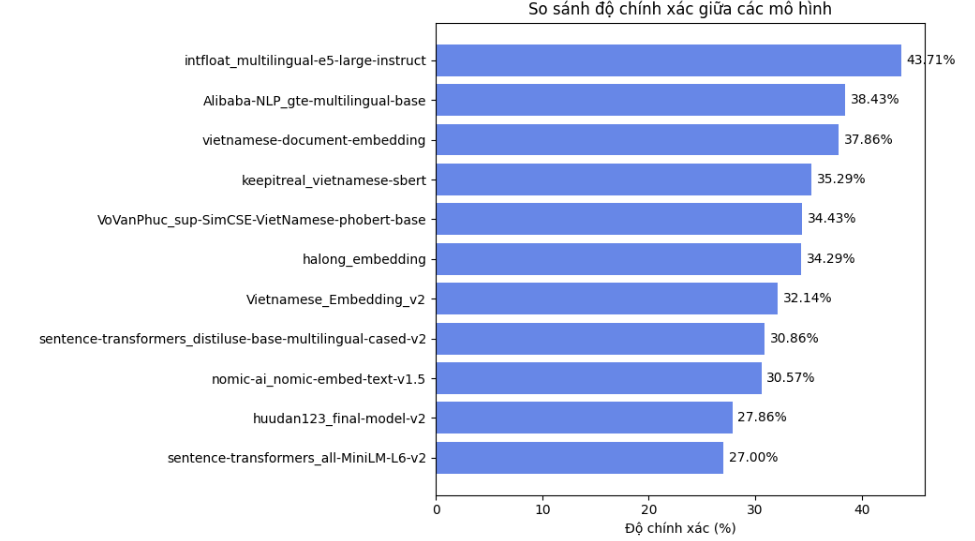 So sánh độ chính xác giữa các mô hình
intfloat_multilingual-e5-large-instruct 43.71%
Alibaba-NLP_gte-multilingual-base 38.43%
vietnamese-document-embedding 37.86%
keepitreal_vietnamese-sbert 35.29%
VoVanPhuc_sup-SimCSE-VietNamese-phobert-base 34.43%
halong_embedding 34.29%
Vietnamese_Embedding_v2 32.14%
sentence-transformers_distiluse-base-multilingual-cased-v2 30.86%
nomic-ai_nomic-embed-text-v1.5 30.57%
huudan123_final-model-v2 27.86%
sentence-transformers_all-MiniLM-L6-v2 27.00%
0 10 20 30 40
Độ chính xác (%)